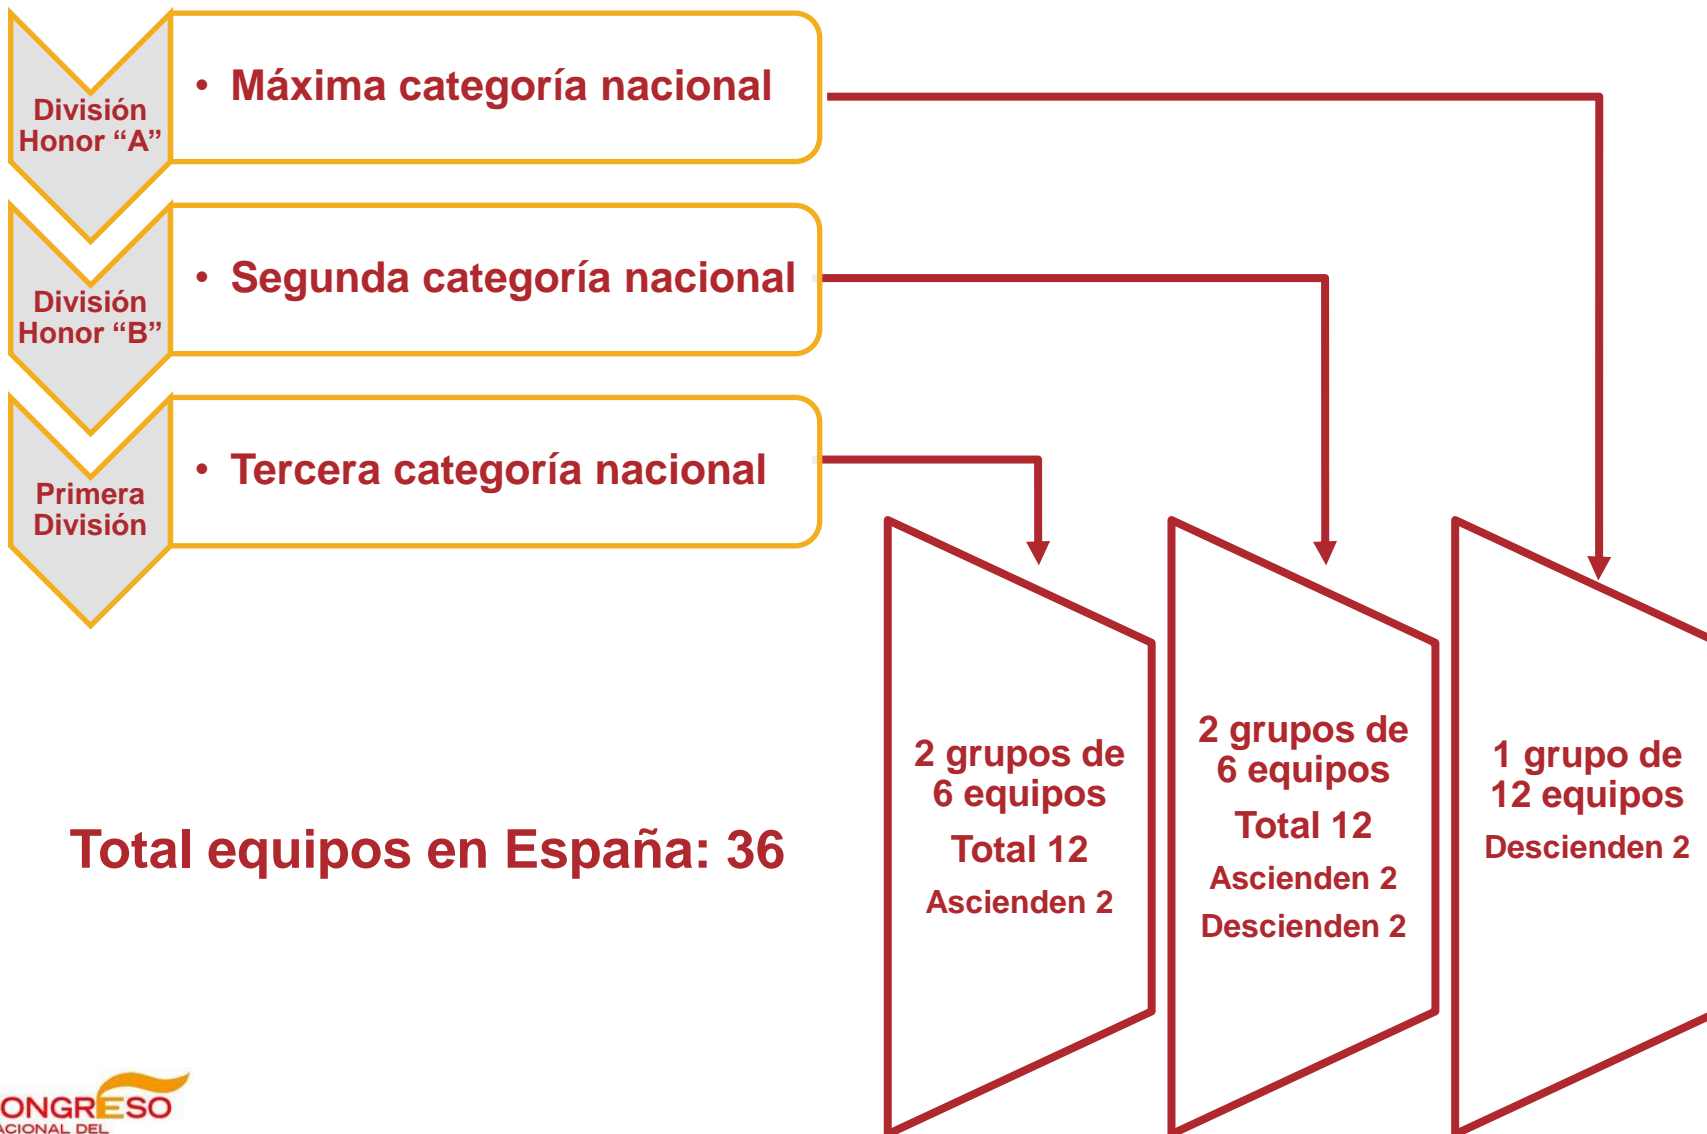 División
Honor “A”
• Máxima categoría nacional
División
Honor “B”
• Segunda categoría nacional
Primera
División
• Tercera categoría nacional
Total equipos en España: 36
2 grupos de
6 equipos
Total 12
Ascienden 2
2 grupos de
6 equipos
Total 12
Ascienden 2
Descienden 2
1 grupo de
12 equipos
Descienden 2
ONGRESO
ACIONAL DEL